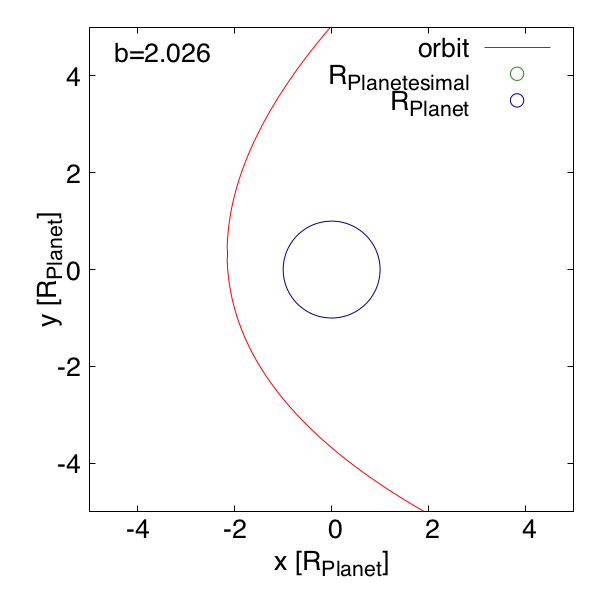 b=2.026
orbit
R_Planetesimal
R_Planet
4
2
0
-2
-4
y [R_Planet]
-4 -2 0 2 4
x [R_Planet]